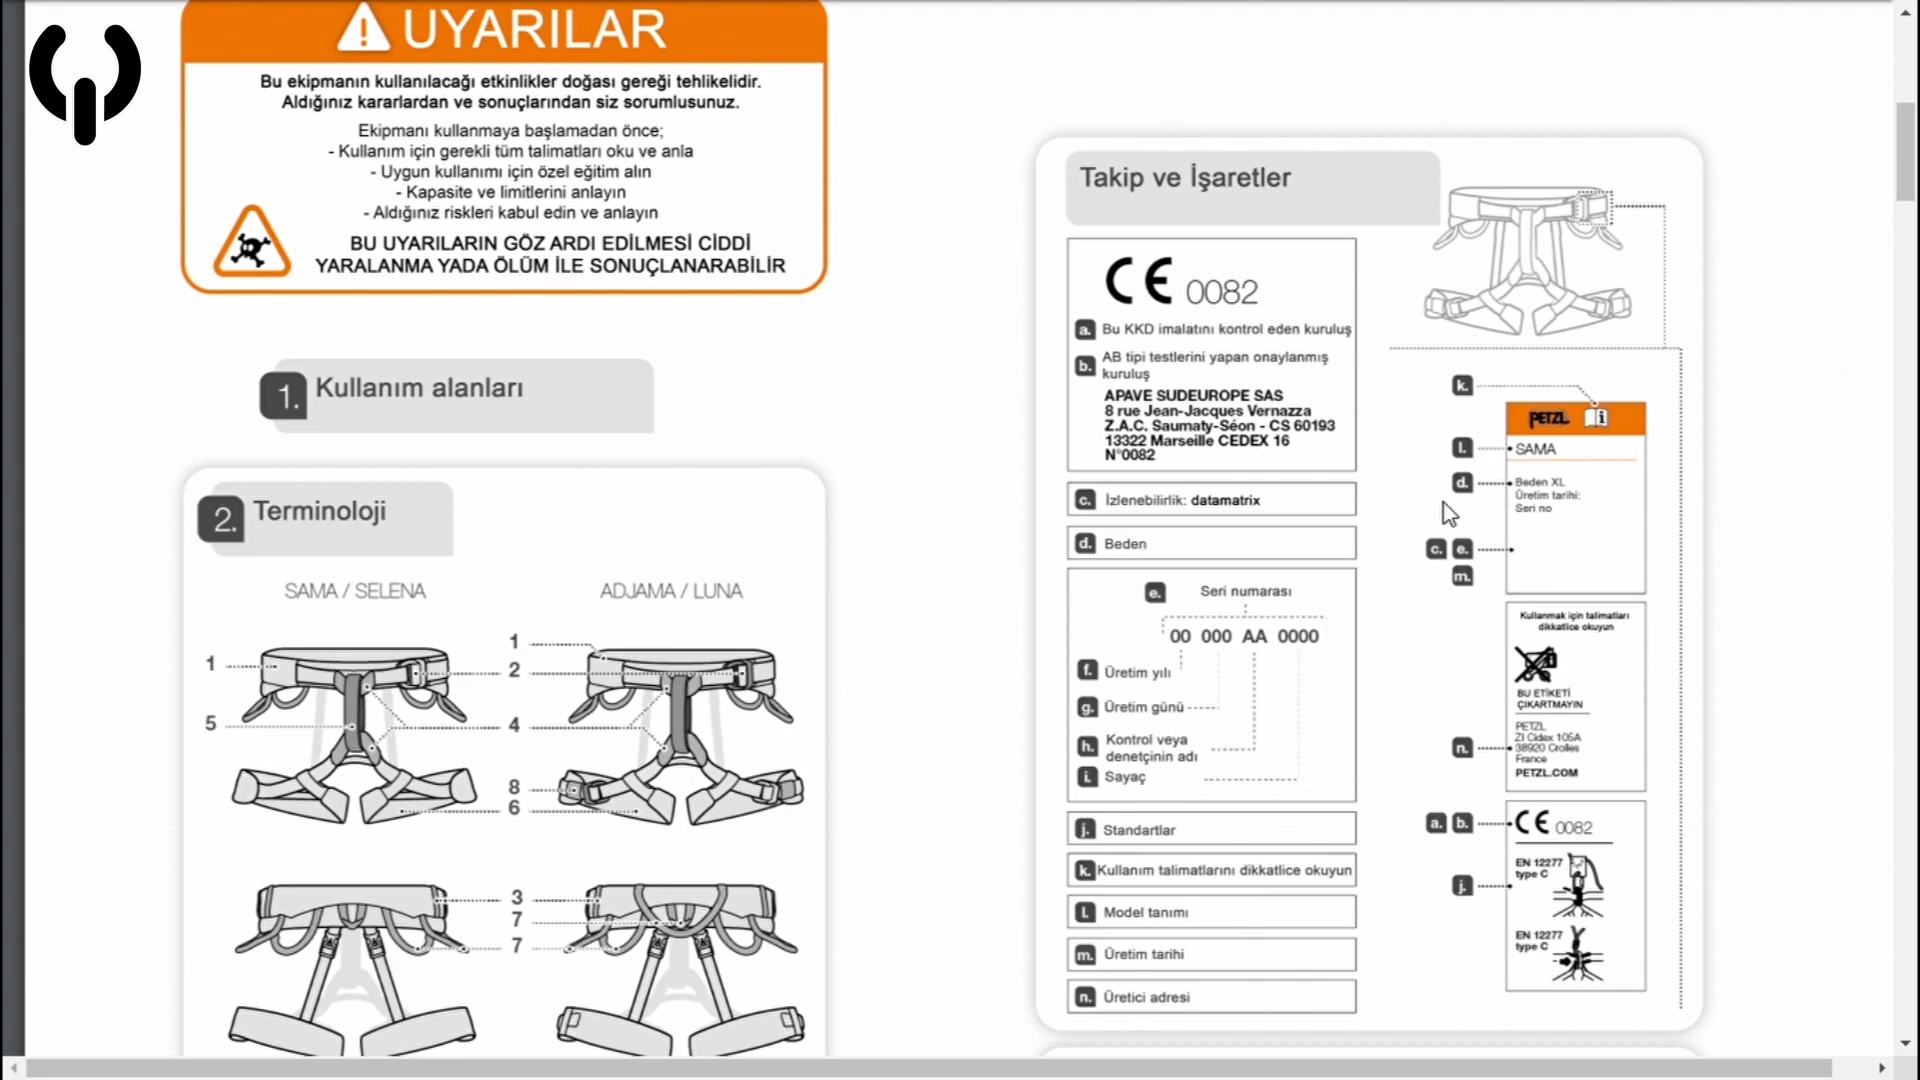 UYARILAR
Bu ekipmanın kullanılacağı etkinlikler doğası gereği tehlikelidir.
Aldığınız kararlardan ve sonuçlarından siz sorumlusunuz.
Ekipmanı kullanmaya başlamadan önce;
- Kullanım için gerekli tüm talimatları oku ve anla
- Uygun kullanımı için özel eğitim alın
- Kapasite ve limitlerini anlayın
- Aldığınız riskleri kabul edin ve anlayın
BU UYARILARIN GÖZ ARDI EDİLMESİ CİDDİ
YARALANMA YADA ÖLÜM İLE SONUÇLANARABİLİR
1. Kullanım alanları
2. Terminoloji
SAMA / SELENA
ADJAMA / LUNA
1
1
2
5
4
8
6
3
7
7
Takip ve İşaretler
CE 0082
a. Bu KKD imalatını kontrol eden kuruluş
b. AB tipi testlerini yapan onaylanmış
kuruluş
APAVE SUDEUROPE SAS
8 rue Jean-Jacques Vernazza
Z.A.C. Saumaty-Séon - CS 60193
13322 Marseille CEDEX 16
N°0082
c. İzlenebilirlik: datamatrix
d. Beden
e. Seri numarası
00 000 AA 0000
f. Üretim yılı
g. Üretim günü
h. Kontrol veya
denetçinin adı
i. Sayaç
j. Standartlar
k. Kullanım talimatlarını dikkatlice okuyun
l. Model tanımı
m. Üretim tarihi
n. Üretici adresi
k.
PETZL i
l. SAMA
d. Beden XL
Üretim tarihi:
Seri no
c. e.
m.
Kullanmak için talimatları
dikkatlice okuyun
BU ETİKETİ
ÇIKARTMAYIN
PETZL
ZI Cidex 105A
n. 38920 Crolles
France
PETZL.COM
a. b. CE 0082
EN 12277
type C
j.
EN 12277
type C